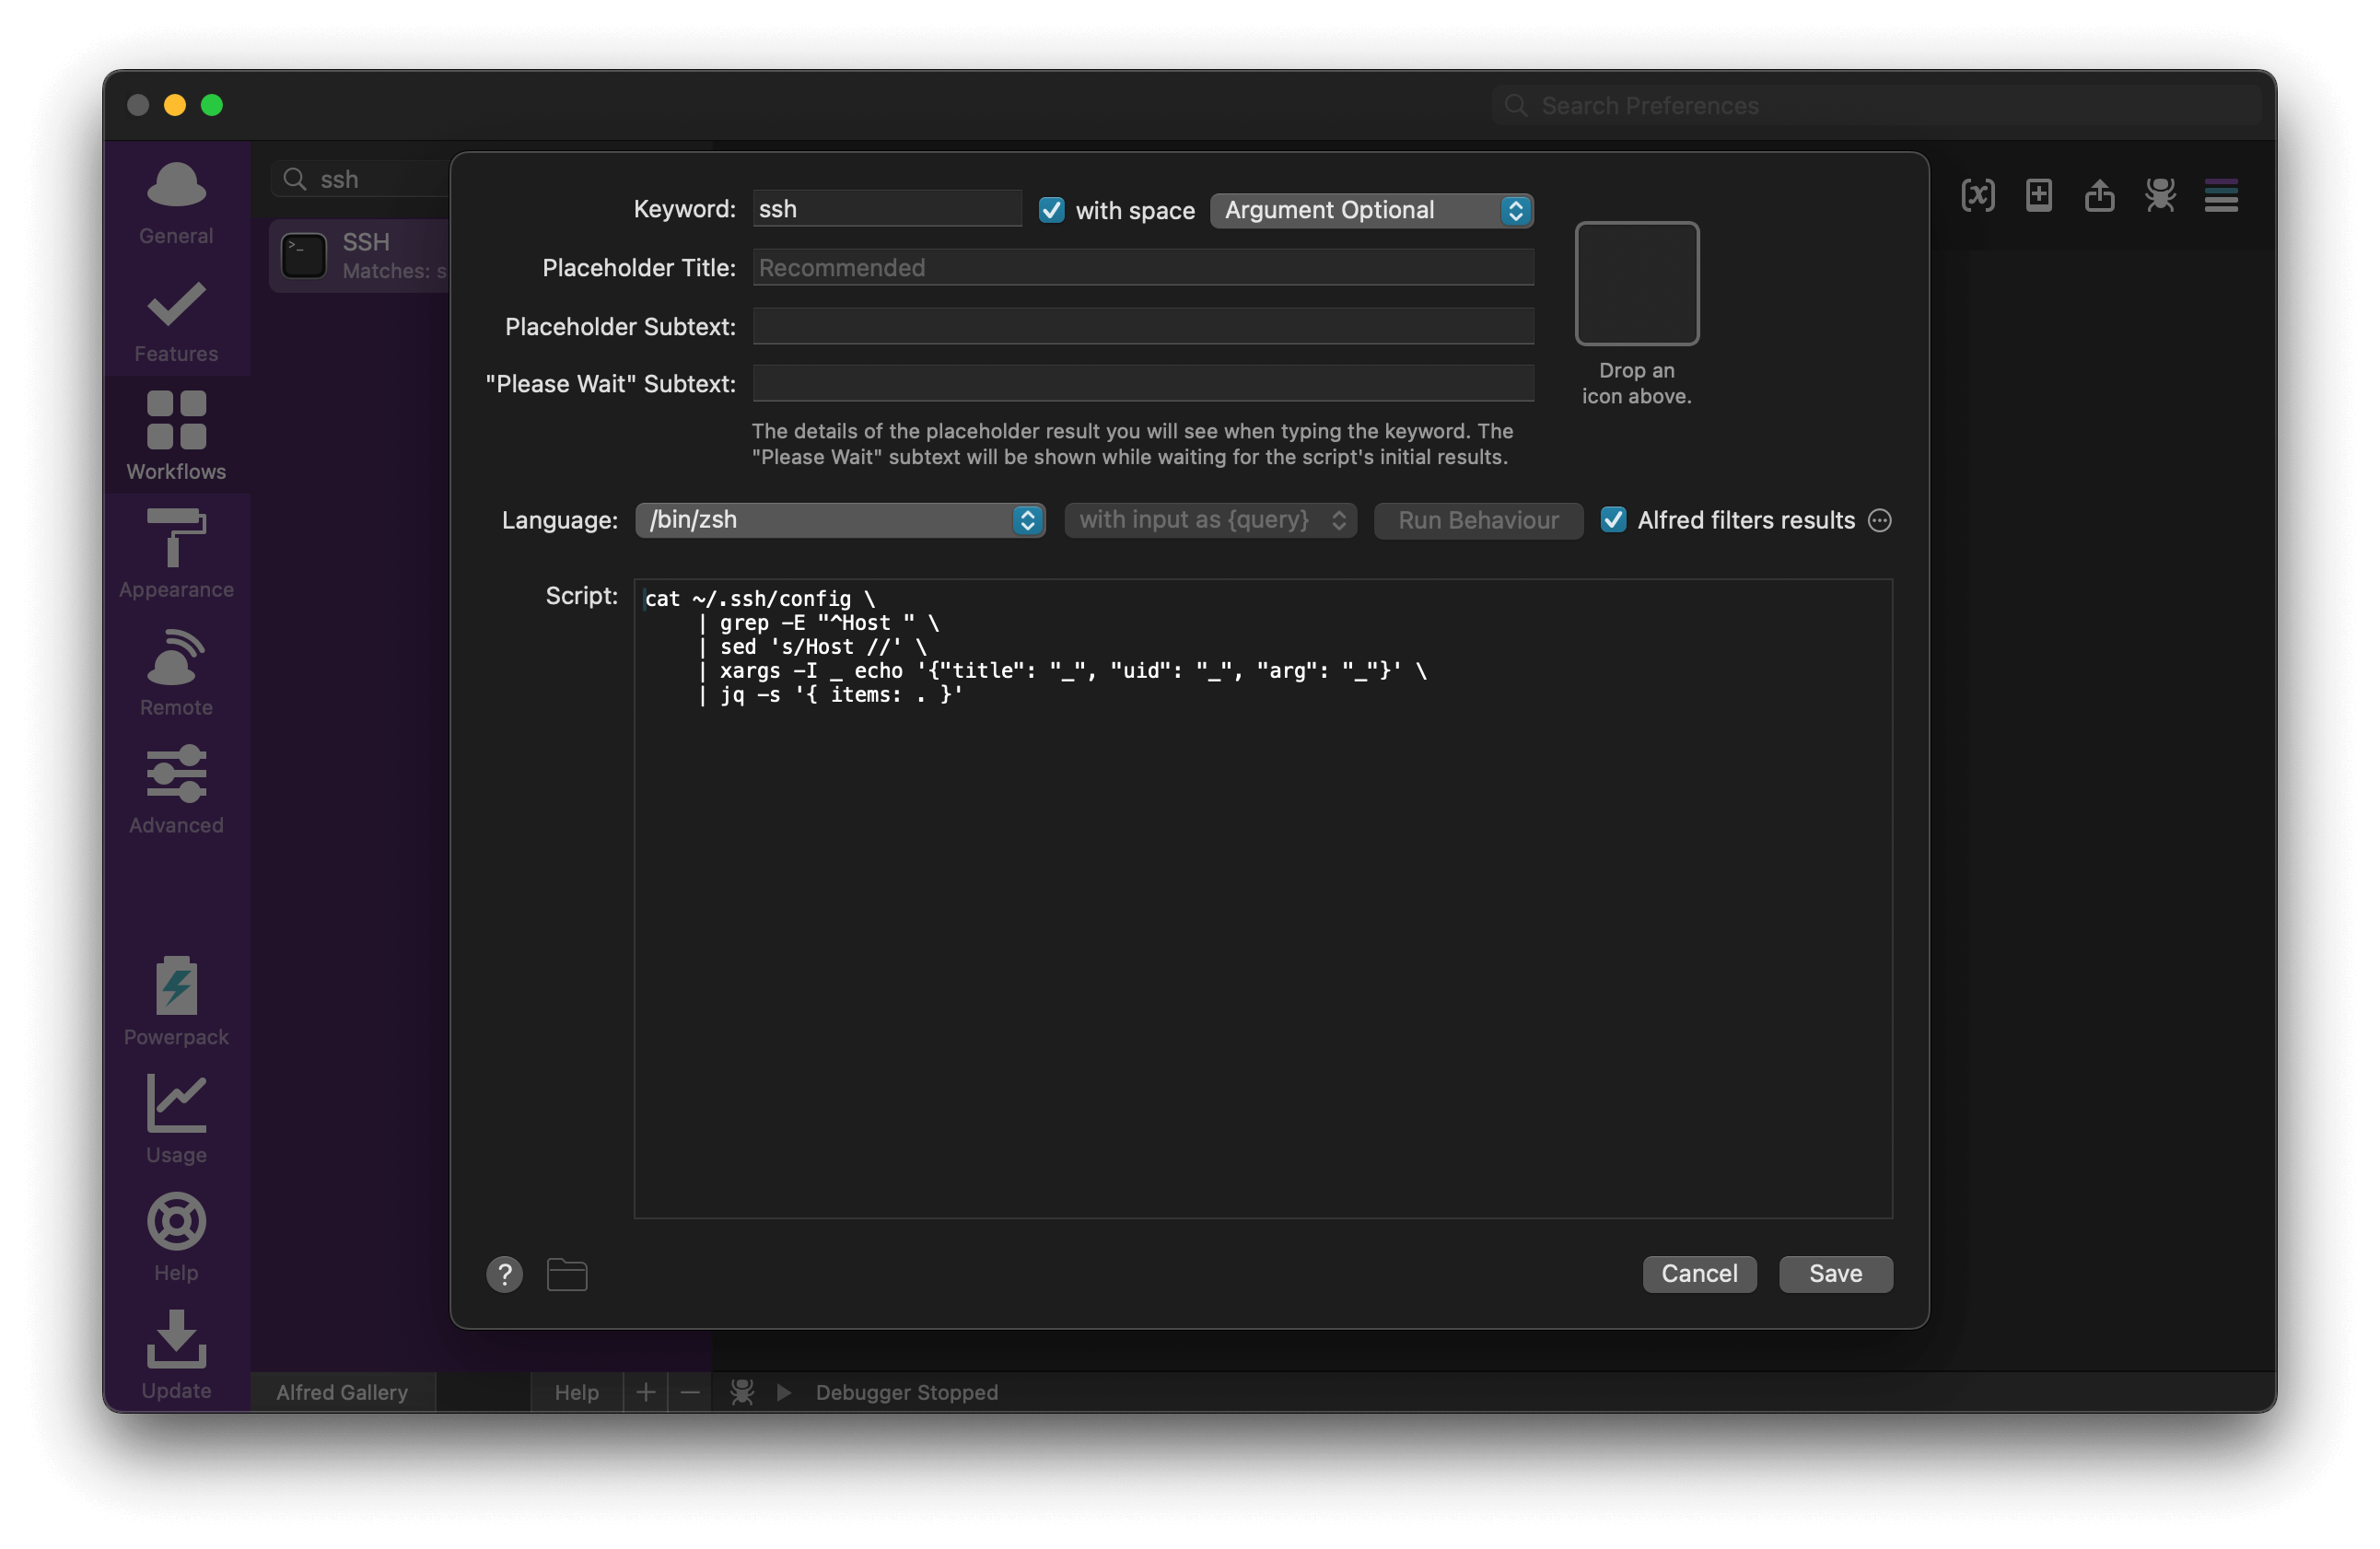 Search Preferences
General
Features
Workflows
Appearance
Remote
Advanced
Powerpack
Usage
Help
Update
ssh
>_
SSH
Matches: s
Keyword: ssh with space Argument Optional
Placeholder Title: Recommended
Placeholder Subtext:
"Please Wait" Subtext:
Drop an
icon above.
The details of the placeholder result you will see when typing the keyword. The
"Please Wait" subtext will be shown while waiting for the script's initial results.
Language: /bin/zsh with input as {query} Run Behaviour Alfred filters results
Script:
cat ~/.ssh/config \
| grep -E "^Host " \
| sed 's/Host //' \
| xargs -I _ echo '{"title": "_", "uid": "_", "arg": "_"}' \
| jq -s '{ items: . }'
? Cancel Save
Alfred Gallery Help + − Debugger Stopped